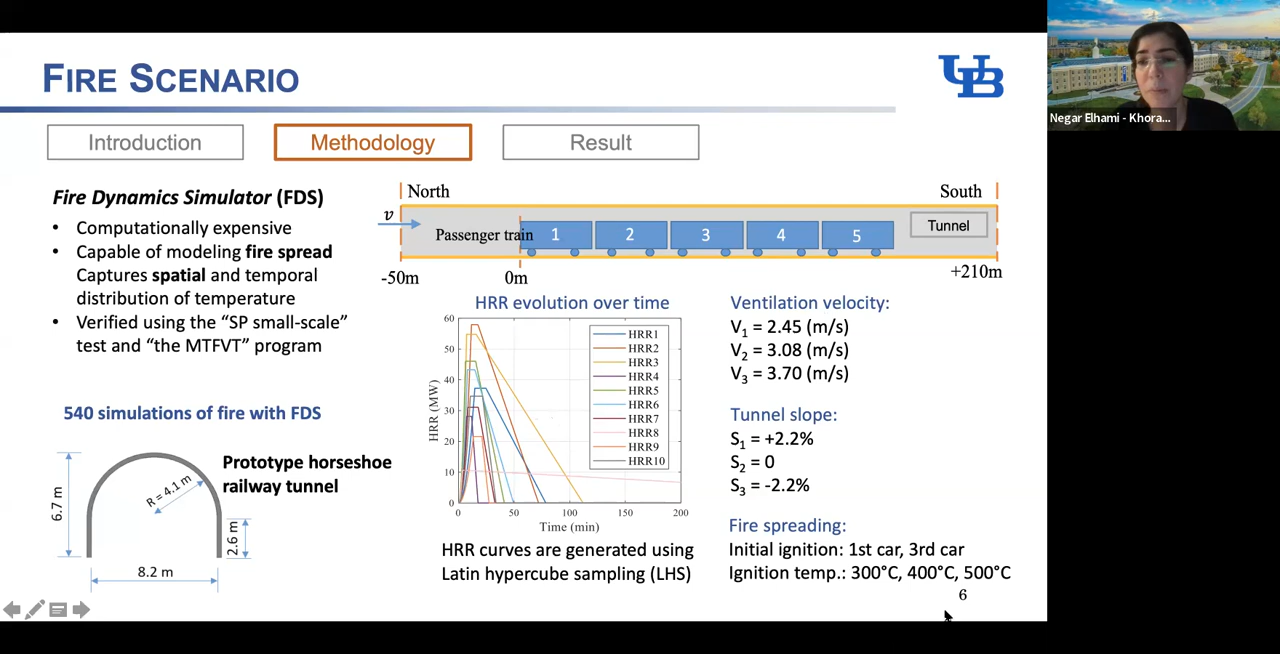 FIRE SCENARIO
UB
Negar Elhami - Khora...
Introduction
Methodology
Result
Fire Dynamics Simulator (FDS)
• Computationally expensive
• Capable of modeling fire spread
Captures spatial and temporal
distribution of temperature
• Verified using the “SP small-scale”
test and “the MTFVT” program
540 simulations of fire with FDS
Prototype horseshoe
railway tunnel
6.7 m
R = 4.1 m
2.6 m
8.2 m
North
South
v
Passenger train
1
2
3
4
5
Tunnel
-50m
0m
+210m
HRR evolution over time
HRR (MW)
60
50
40
30
20
10
0
0
50
100
150
200
Time (min)
HRR1
HRR2
HRR3
HRR4
HRR5
HRR6
HRR7
HRR8
HRR9
HRR10
HRR curves are generated using
Latin hypercube sampling (LHS)
Ventilation velocity:
V1 = 2.45 (m/s)
V2 = 3.08 (m/s)
V3 = 3.70 (m/s)
Tunnel slope:
S1 = +2.2%
S2 = 0
S3 = -2.2%
Fire spreading:
Initial ignition: 1st car, 3rd car
Ignition temp.: 300°C, 400°C, 500°C
6